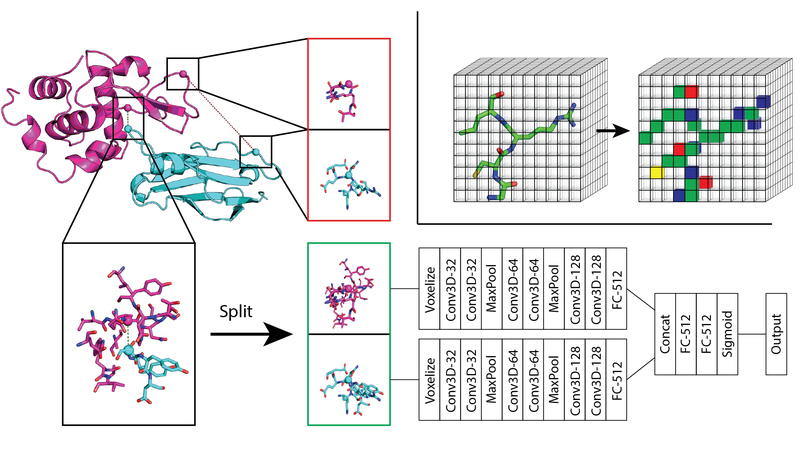 Split
Voxelize
Conv3D-32
Conv3D-32
MaxPool
Conv3D-64
Conv3D-64
MaxPool
Conv3D-128
Conv3D-128
FC-512
Voxelize
Conv3D-32
Conv3D-32
MaxPool
Conv3D-64
Conv3D-64
MaxPool
Conv3D-128
Conv3D-128
FC-512
Concat
FC-512
FC-512
Sigmoid
Output